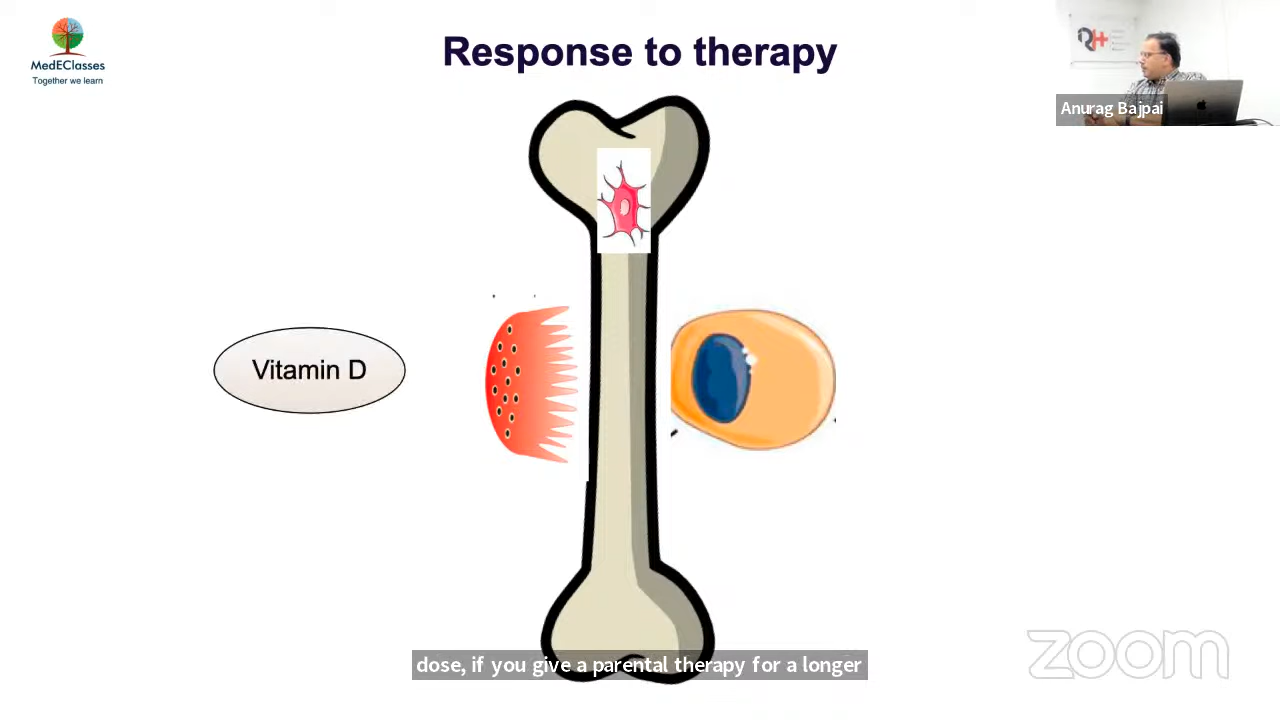 MedEClasses
Together we learn
Response to therapy
Anurag Bajpai
Vitamin D
dose, if you give a parental therapy for a longer
zoom